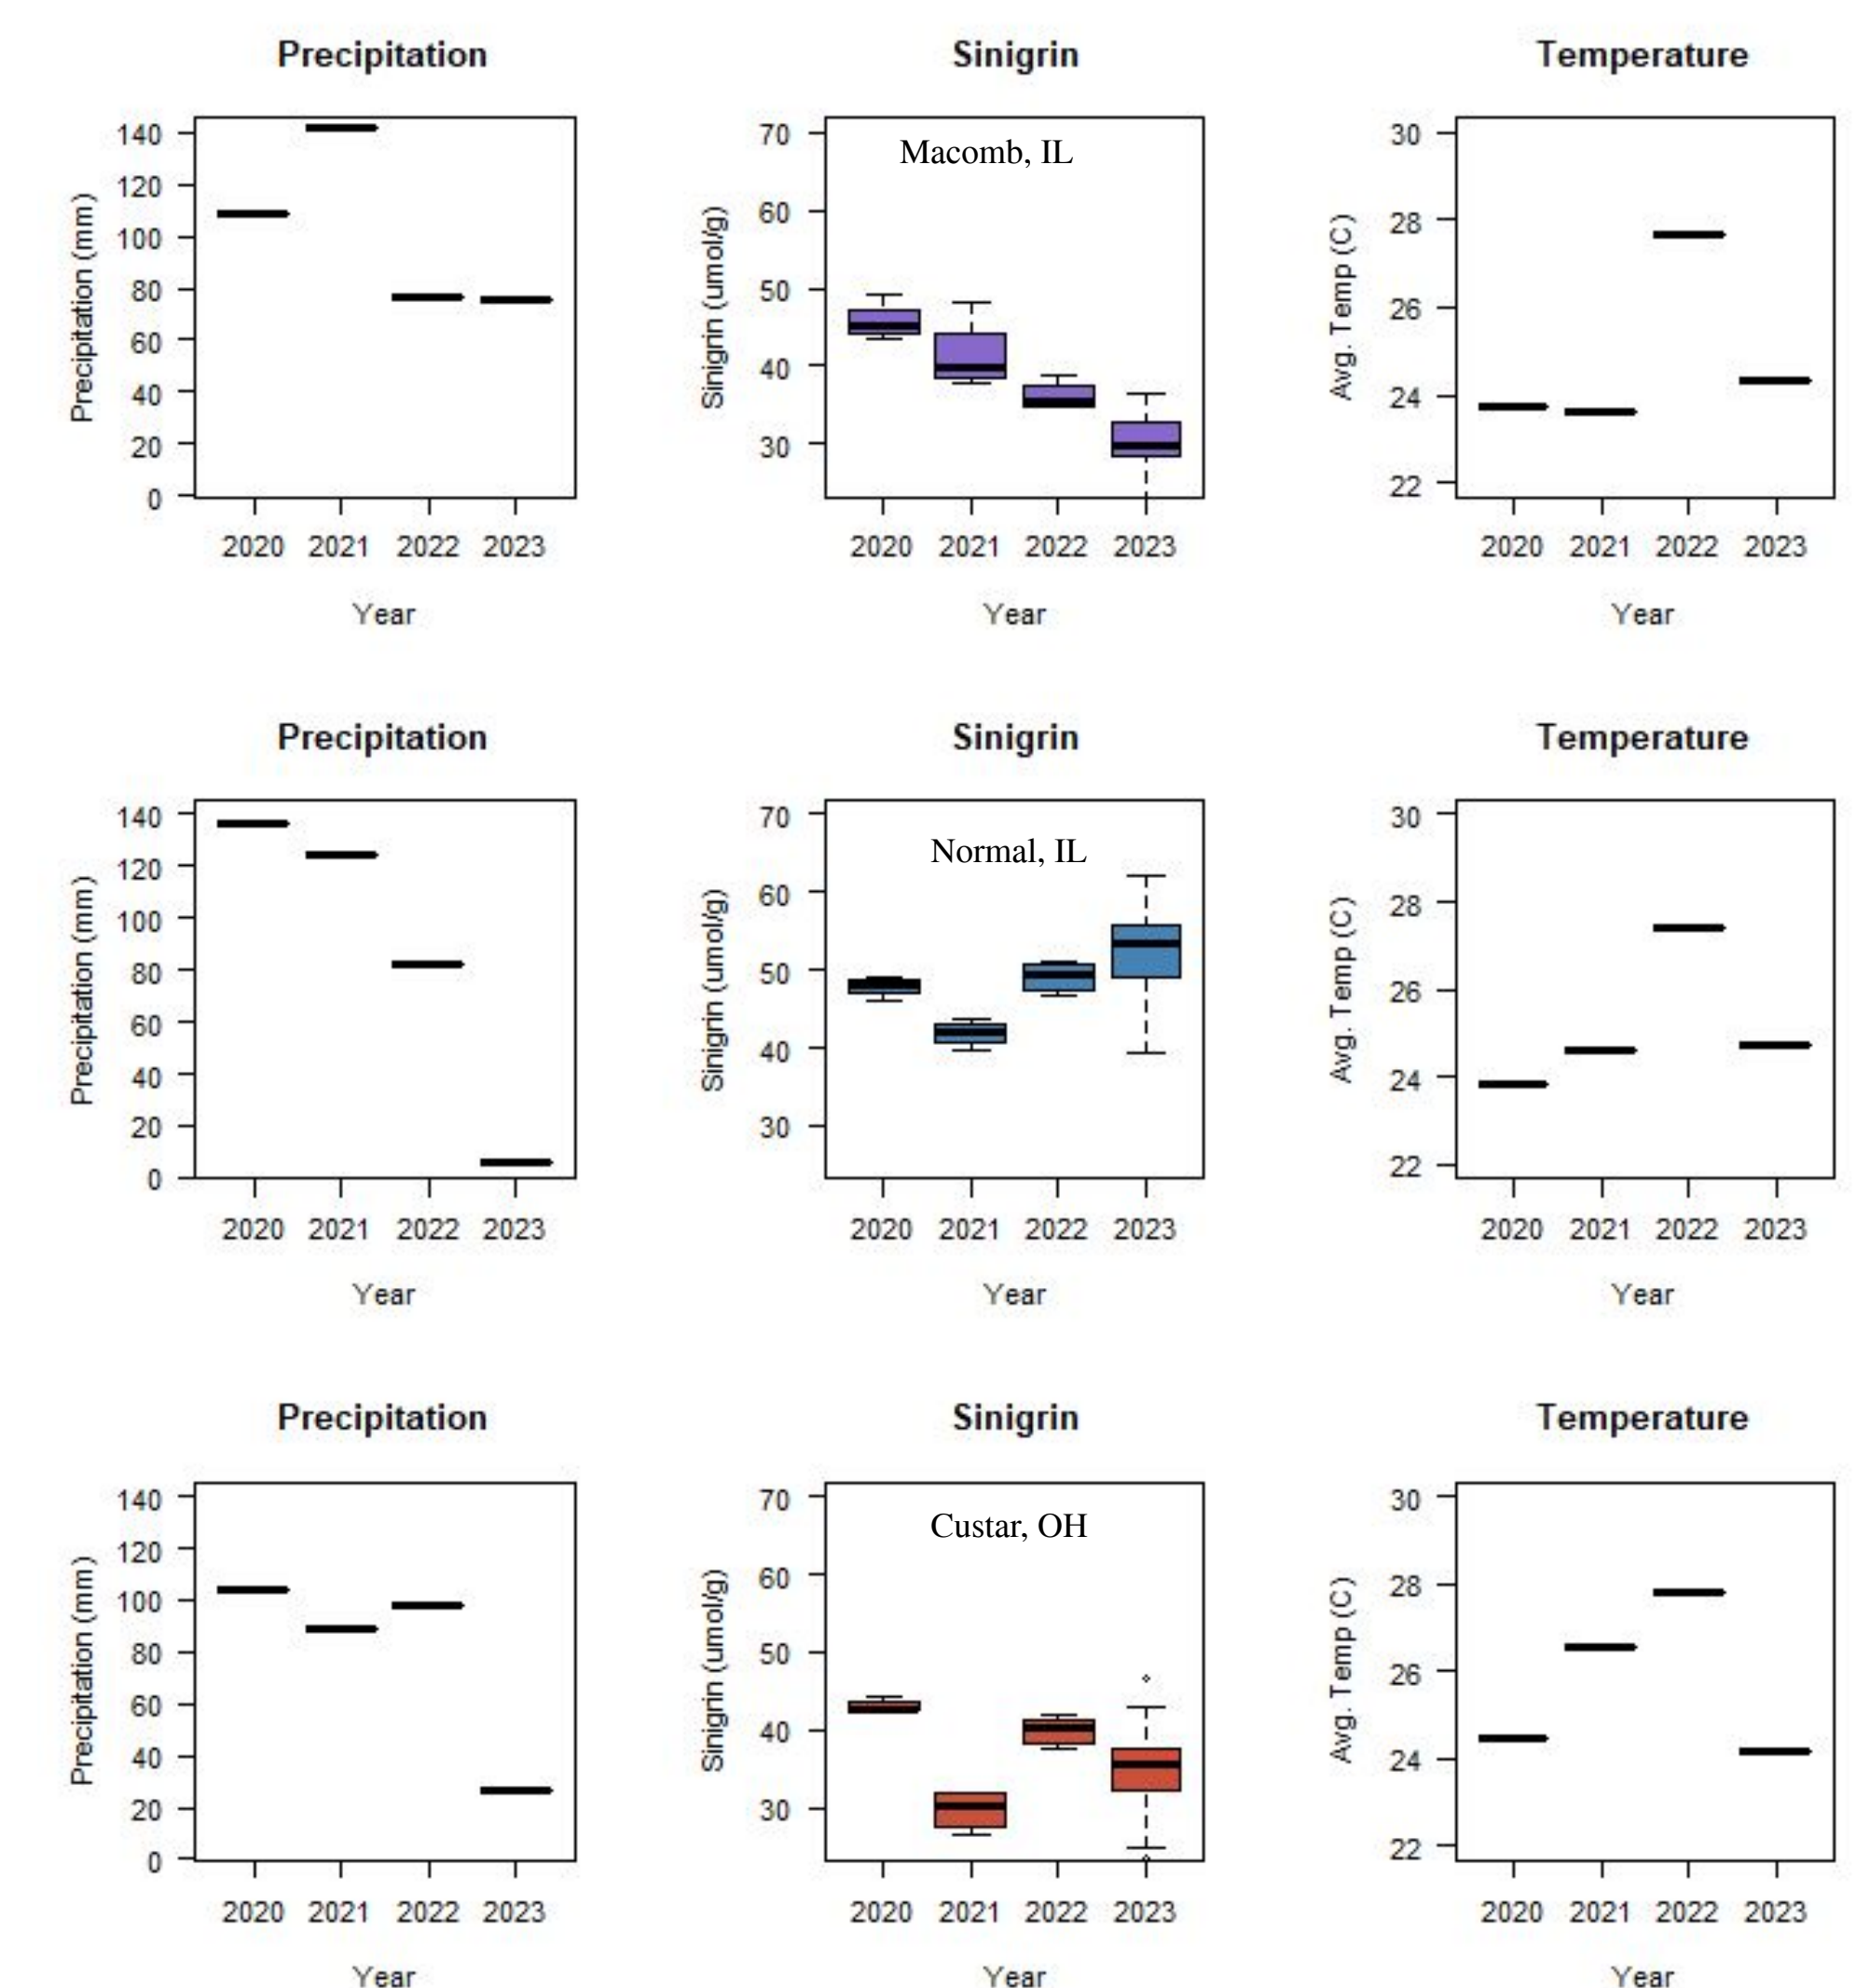 Precipitation
Sinigrin
Temperature
Precipitation (mm)
140
120
100
80
60
40
20
0
2020 2021 2022 2023
Year
Sinigrin (umol/g)
70
60
50
40
30
Macomb, IL
2020 2021 2022 2023
Year
Avg. Temp (C)
30
28
26
24
22
2020 2021 2022 2023
Year
Precipitation
Sinigrin
Temperature
Precipitation (mm)
140
120
100
80
60
40
20
0
2020 2021 2022 2023
Year
Sinigrin (umol/g)
70
60
50
40
30
Normal, IL
2020 2021 2022 2023
Year
Avg. Temp (C)
30
28
26
24
22
2020 2021 2022 2023
Year
Precipitation
Sinigrin
Temperature
Precipitation (mm)
140
120
100
80
60
40
20
0
2020 2021 2022 2023
Year
Sinigrin (umol/g)
70
60
50
40
30
Custar, OH
2020 2021 2022 2023
Year
Avg. Temp (C)
30
28
26
24
22
2020 2021 2022 2023
Year